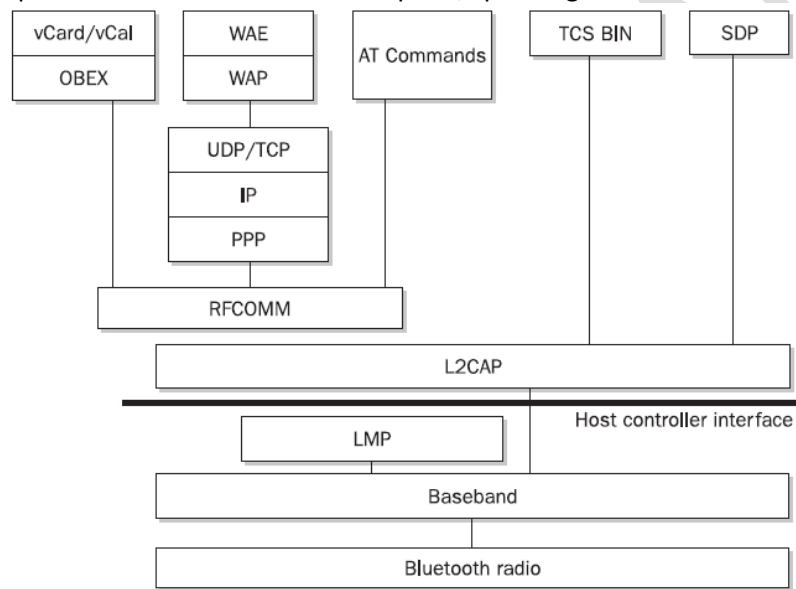 vCard/vCal
OBEX
WAE
WAP
AT Commands
TCS BIN
SDP
UDP/TCP
IP
PPP
RFCOMM
L2CAP
Host controller interface
LMP
Baseband
Bluetooth radio